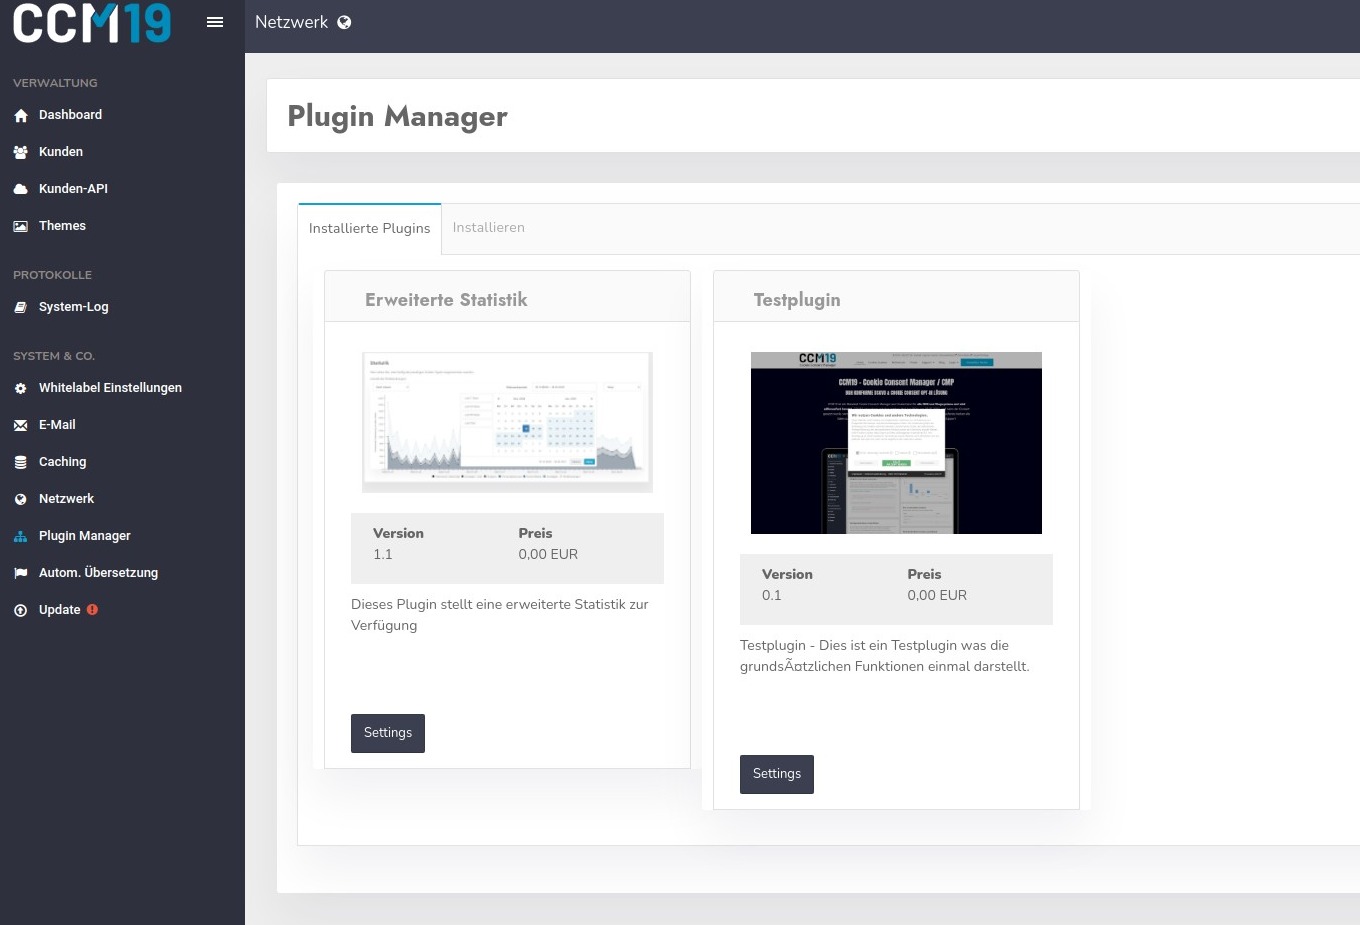 CCM19
Netzwerk
VERWALTUNG
Dashboard
Kunden
Kunden-API
Themes
PROTOKOLLE
System-Log
SYSTEM & CO.
Whitelabel Einstellungen
E-Mail
Caching
Netzwerk
Plugin Manager
Autom. Übersetzung
Update
Plugin Manager
Installierte Plugins
Installieren
Erweiterte Statistik
Statistik
Version
Preis
1.1
0,00 EUR
Dieses Plugin stellt eine erweiterte Statistik zur
Verfügung
Settings
Testplugin
CCM19
CCM19 - Cookie Consent Manager / CMP
Version
Preis
0.1
0,00 EUR
Testplugin - Dies ist ein Testplugin was die
grundsÃ¤tzlichen Funktionen einmal darstellt.
Settings